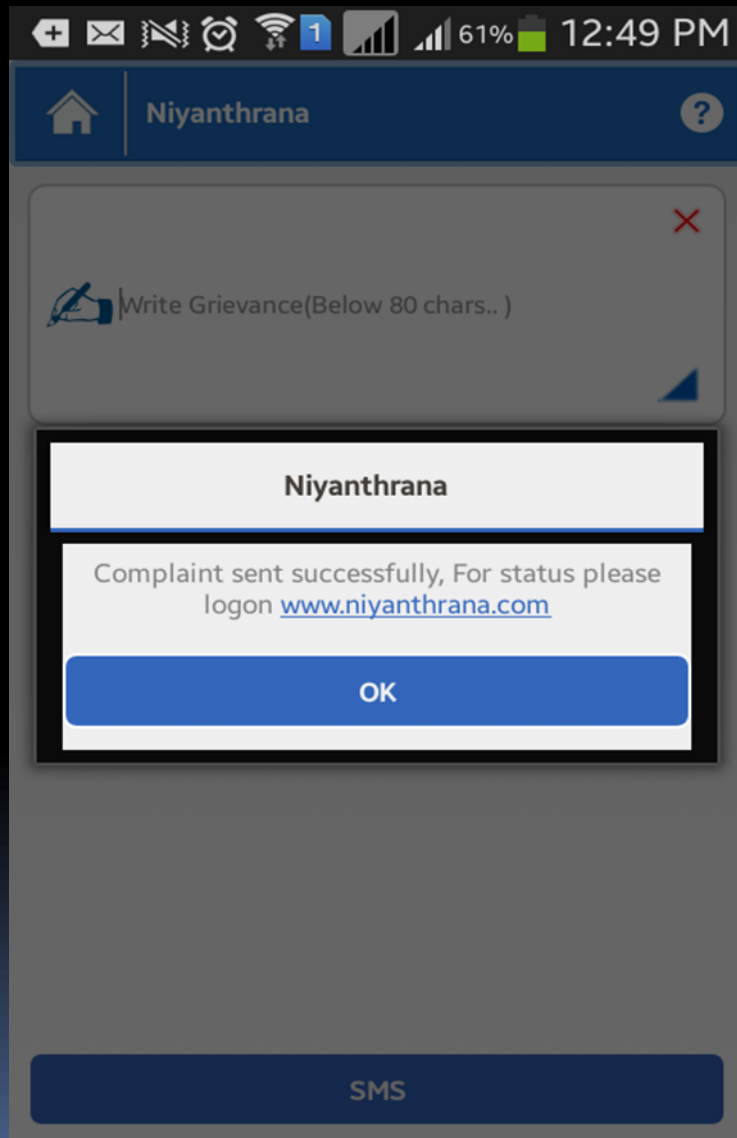 1 61% 12:49 PM
Niyanthrana ?
Write Grievance(Below 80 chars.. )
Niyanthrana
Complaint sent successfully, For status please
logon www.niyanthrana.com
OK
SMS